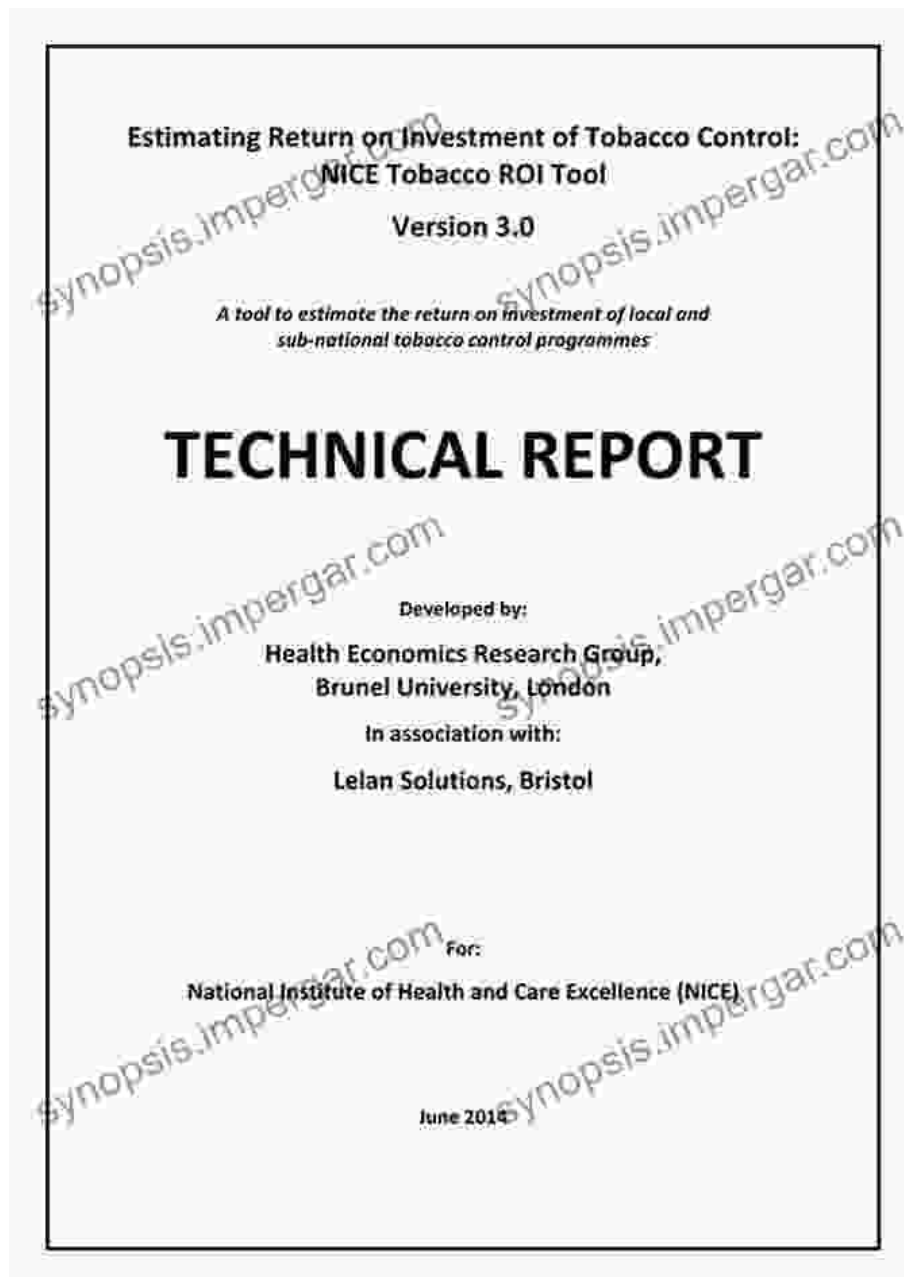 Estimating Return on Investment of Tobacco Control:
NICE Tobacco ROI Tool
Version 3.0
A tool to estimate the return on investment of local and
sub-national tobacco control programmes
TECHNICAL REPORT
Developed by:
Health Economics Research Group,
Brunel University, London
In association with:
Lelan Solutions, Bristol
For:
National Institute of Health and Care Excellence (NICE)
June 2014
synopsis.impergar.com
synopsis.impergar.com
synopsis.impergar.com
synopsis.impergar.com
synopsis.impergar.com
synopsis.impergar.com